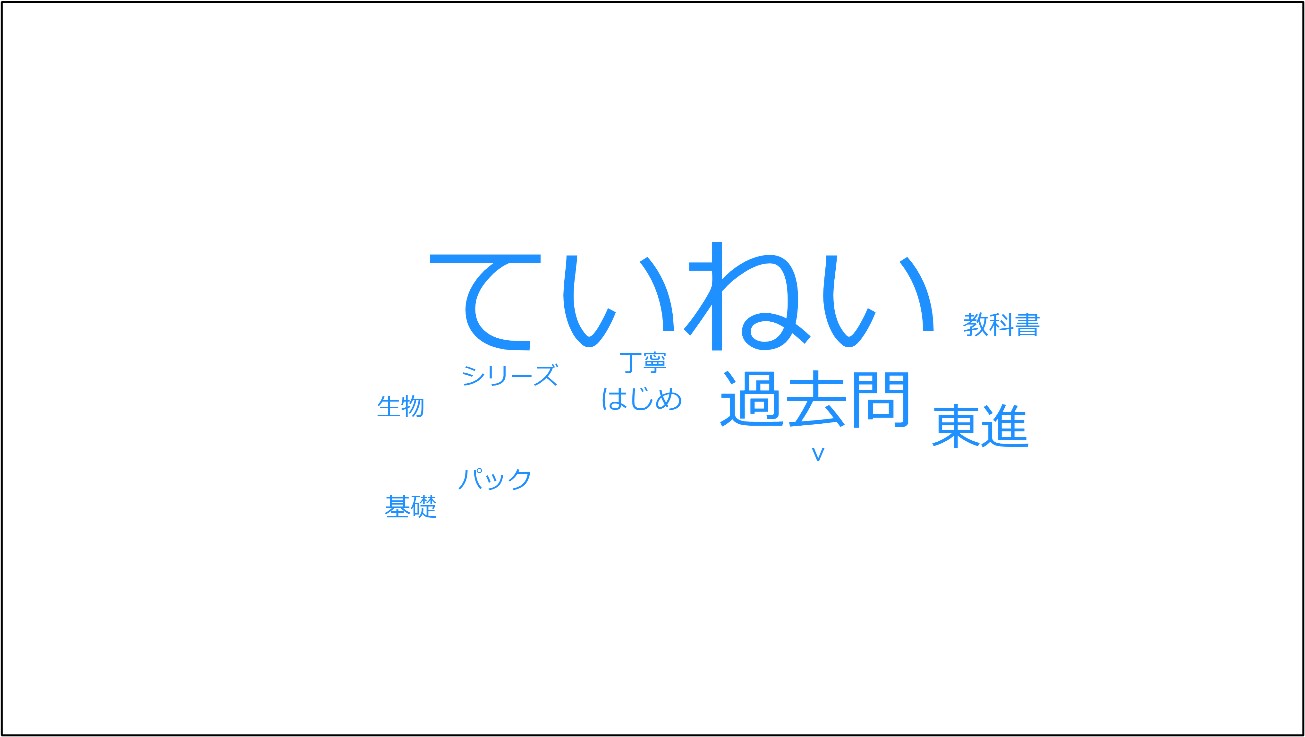 ていねい
教科書
丁寧
シリーズ
はじめ
過去問
生物
東進
v
パック
基礎